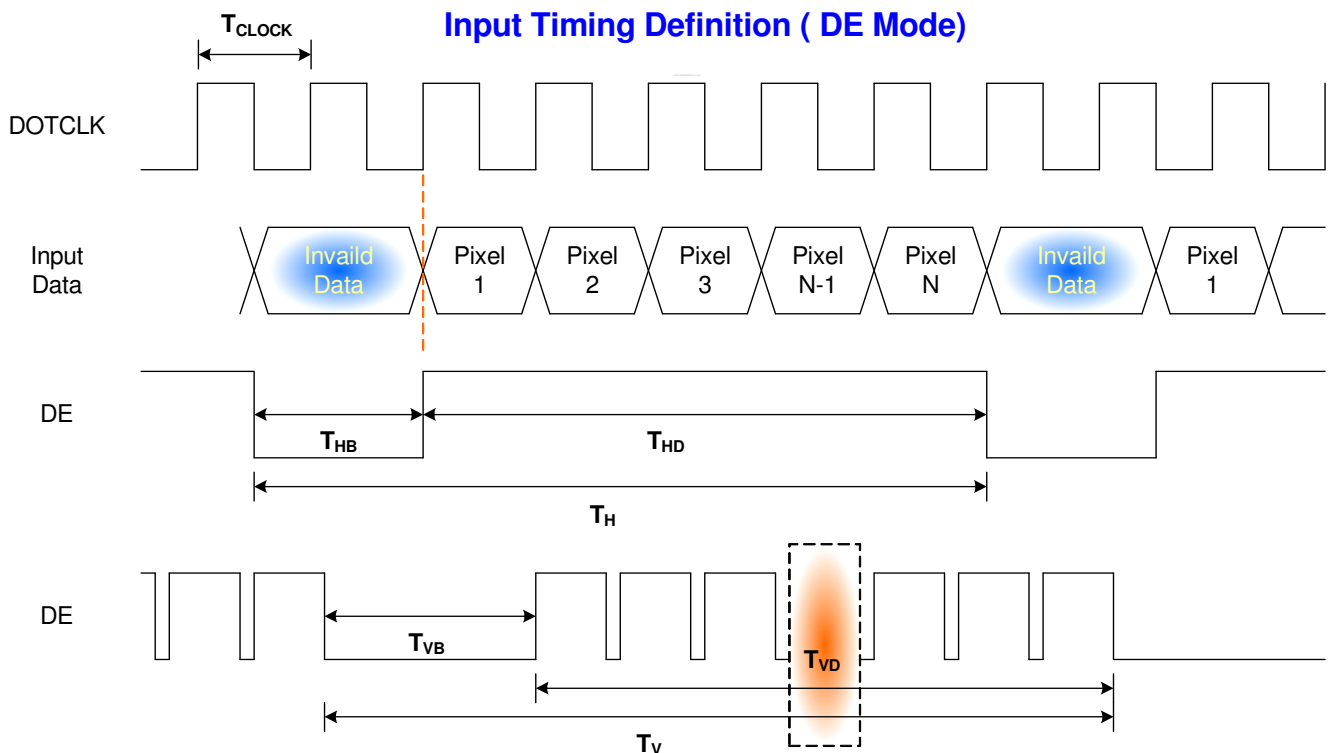 Input Timing Definition ( DE Mode)
TCLOCK
DOTCLK
Input
Data
Invaild
Data
Pixel
1
Pixel
2
Pixel
3
Pixel
N-1
Pixel
N
Invaild
Data
Pixel
1
DE
THB
THD
TH
DE
TVB
TVD
TV